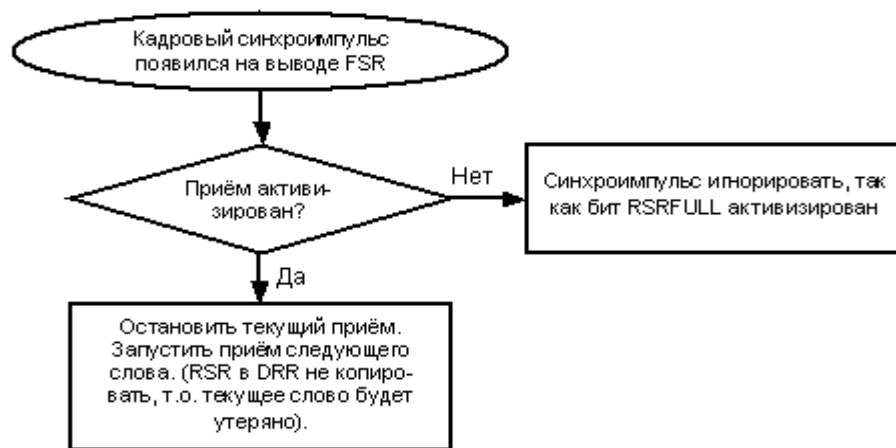 Кадровый синхроимпульс
появился на выводе FSR
Приём активи-
зирован?
Нет
Синхроимпульс игнорировать, так
как бит RSRFULL активизирован
Да
Остановить текущий приём.
Запустить приём следующего
слова. (RSR в DRR не копиро-
вать, т.о. текущее слово будет
утеряно).